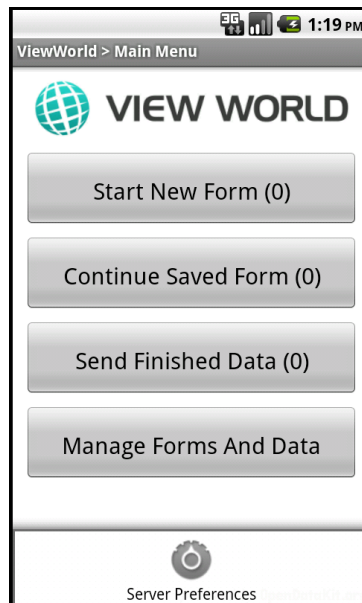 3G 1:19 PM
ViewWorld > Main Menu
VIEW WORLD
Start New Form (0)
Continue Saved Form (0)
Send Finished Data (0)
Manage Forms And Data
Server Preferences